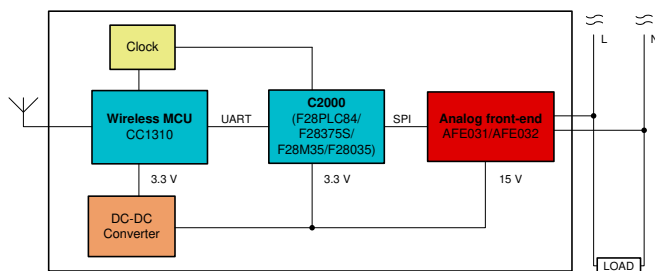 L
N
Clock
Wireless MCU
CC1310
UART
C2000
(F28PLC84/
F28375S/
F28M35/F28035)
SPI
Analog front-end
AFE031/AFE032
3.3 V
3.3 V
15 V
DC-DC
Converter
LOAD